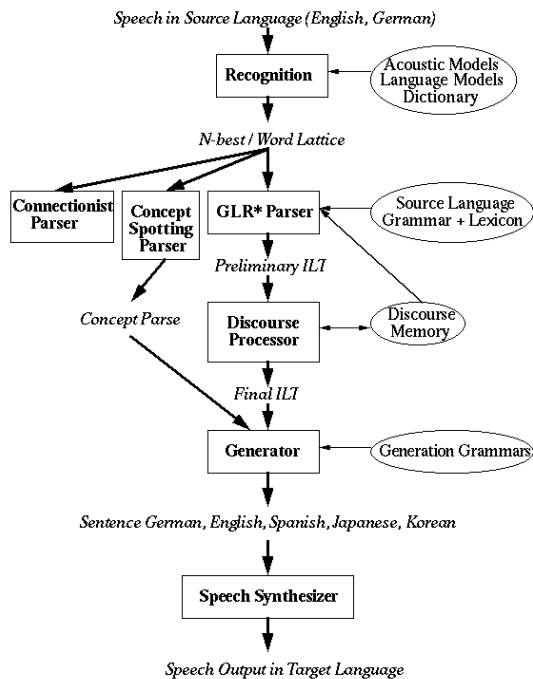 Speech in Source Language (English, German)
Recognition
Acoustic Models
Language Models
Dictionary
N-best / Word Lattice
Connectionist
Parser
Concept
Spotting
Parser
GLR* Parser
Source Language
Grammar + Lexicon
Preliminary ILT
Concept Parse
Discourse
Processor
Discourse
Memory
Final ILT
Generator
Generation Grammars
Sentence German, English, Spanish, Japanese, Korean
Speech Synthesizer
Speech Output in Target Language